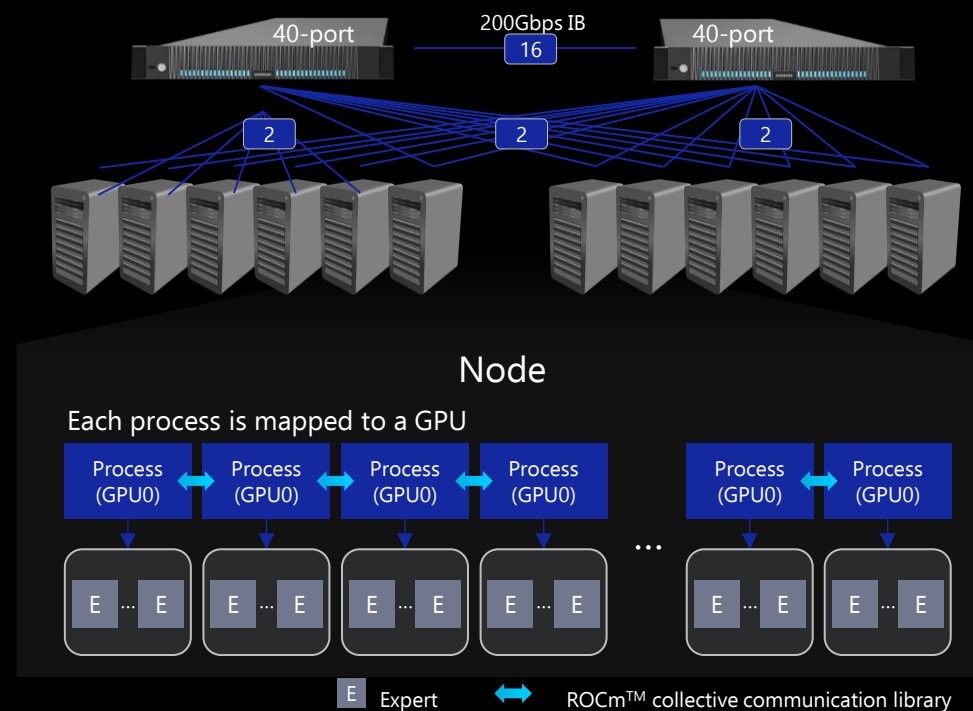 40-port
200Gbps IB
16
40-port
2
2
2
Node
Each process is mapped to a GPU
Process
(GPU0)
Process
(GPU0)
Process
(GPU0)
Process
(GPU0)
...
Process
(GPU0)
Process
(GPU0)
E ... E
E ... E
E ... E
E ... E
E ... E
E ... E
E Expert
ROCm™ collective communication library